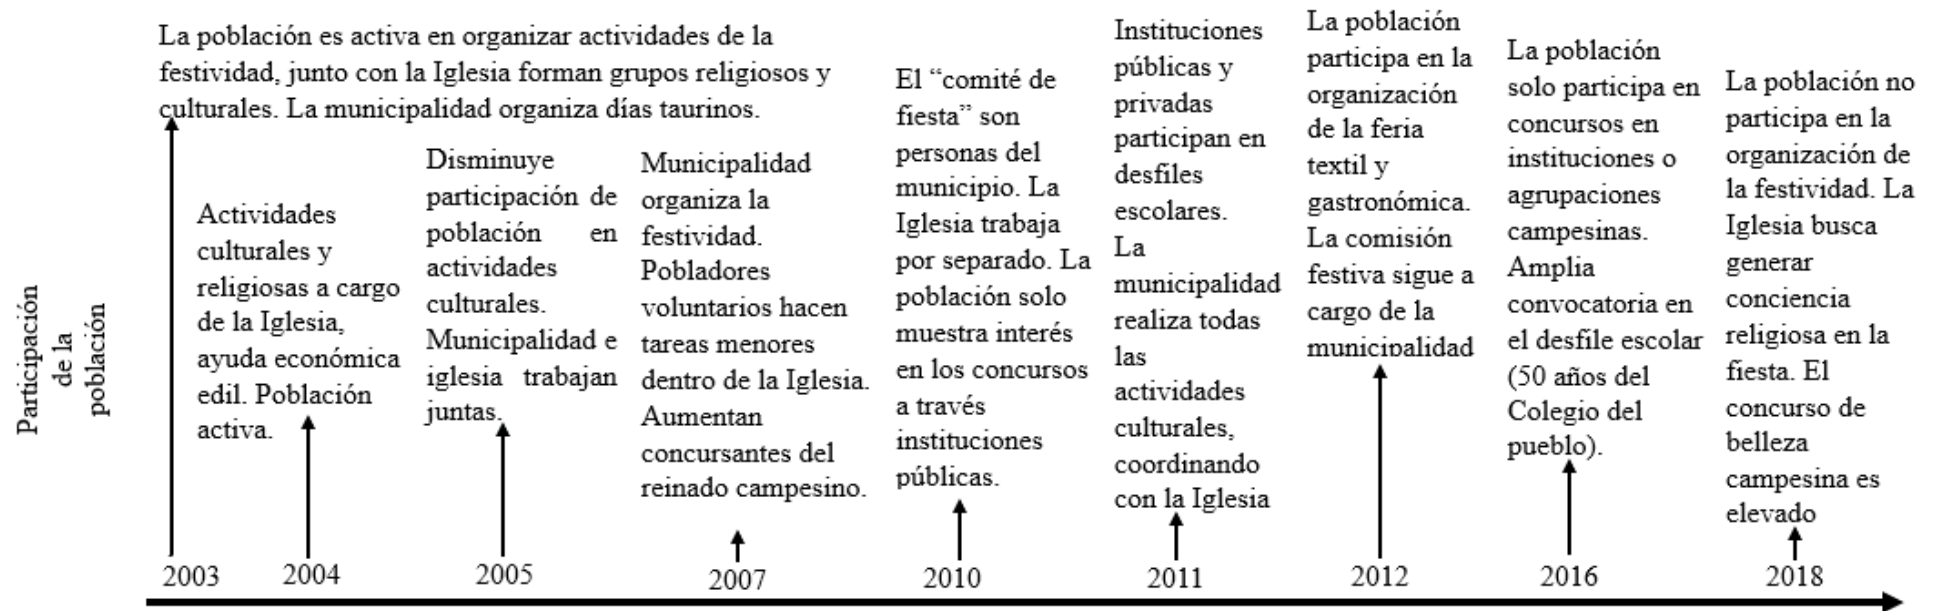 La población es activa en organizar actividades de la
festividad, junto con la Iglesia forman grupos religiosos y
culturales. La municipalidad organiza días taurinos.
Actividades
culturales y
religiosas a cargo
de la Iglesia,
ayuda económica
edil. Población
activa.
Disminuye
participación de
población en
actividades
culturales.
Municipalidad e
iglesia trabajan
juntas.
Municipalidad
organiza la
festividad.
Pobladores
voluntarios hacen
tareas menores
dentro de la Iglesia.
Aumentan
concursantes del
reinado campesino.
El “comité de
fiesta” son
personas del
municipio. La
Iglesia trabaja
por separado. La
población solo
muestra interés
en los concursos
a través
instituciones
públicas.
Instituciones
públicas y
privadas
participan en
desfiles
escolares.
La
municipalidad
realiza todas
las
actividades
culturales,
coordinando
con la Iglesia
La población
participa en la
organización
de la feria
textil y
gastronómica.
La comisión
festiva sigue a
cargo de la
municipalidad
La población
solo participa en
concursos en
instituciones o
agrupaciones
campesinas.
Amplia
convocatoria en
el desfile escolar
(50 años del
Colegio del
pueblo).
La población no
participa en la
organización de
la festividad. La
Iglesia busca
generar
conciencia
religiosa en la
fiesta. El
concurso de
belleza
campesina es
elevado
Participación
de la
población
2003 2004 2005 2007 2010 2011 2012 2016 2018